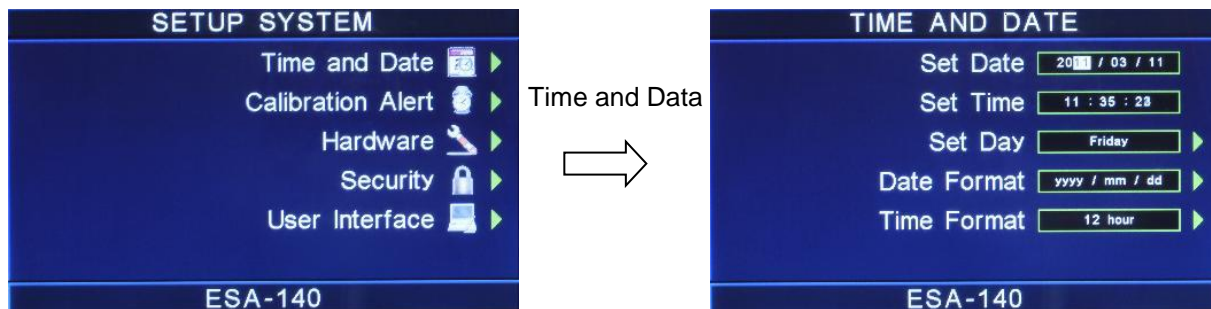 SETUP SYSTEM
Time and Date
Calibration Alert
Hardware
Security
User Interface
ESA-140
Time and Data
TIME AND DATE
Set Date 2011 / 03 / 11
Set Time 11 : 35 : 23
Set Day Friday
Date Format yyyy / mm / dd
Time Format 12 hour
ESA-140